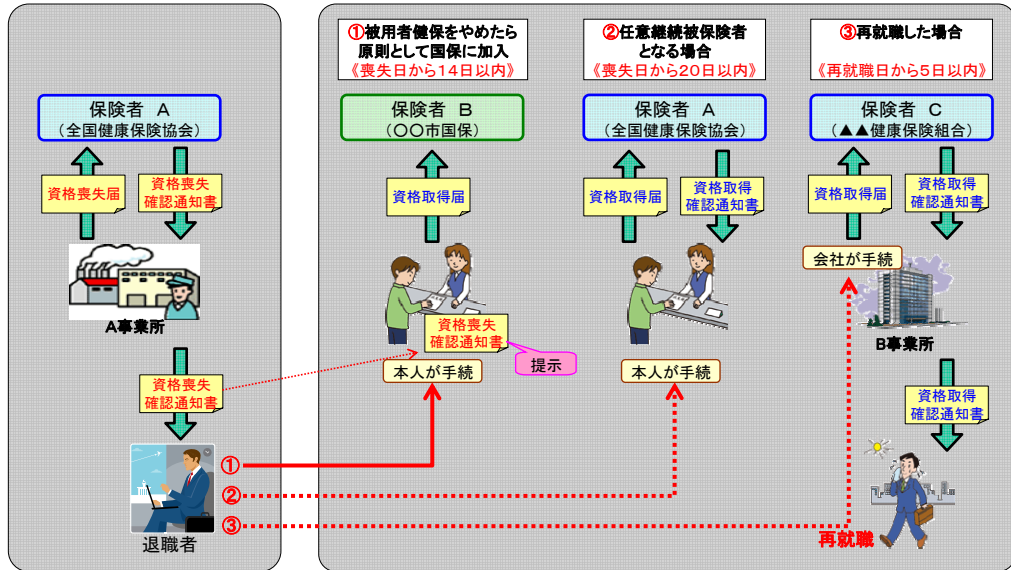 保険者 A
（全国健康保険協会）
資格喪失届
資格喪失
確認通知書
A事業所
資格喪失
確認通知書
退職者
①
②
③
①被用者健保をやめたら
原則として国保に加入
《喪失日から14日以内》
保険者 B
（〇〇市国保）
資格取得届
資格喪失
確認通知書
提示
本人が手続
②任意継続被保険者
となる場合
《喪失日から20日以内》
保険者 A
（全国健康保険協会）
資格取得届
資格取得
確認通知書
本人が手続
③再就職した場合
《再就職日から5日以内》
保険者 C
（▲▲健康保険組合）
資格取得届
資格取得
確認通知書
会社が手続
B事業所
資格取得
確認通知書
再就職